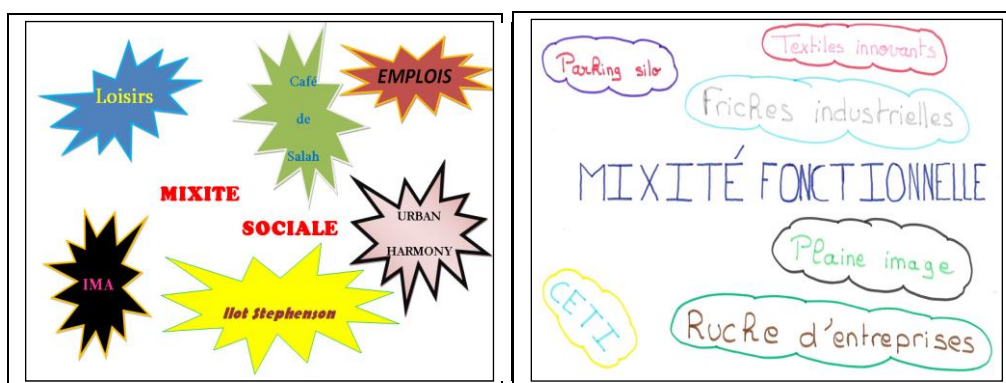 Loisirs
Café
de
Salah
EMPLOIS
MIXITE
SOCIALE
URBAN
HARMONY
IMA
Ilot Stephenson
Parking silo
Textiles innovants
Friches industrielles
MIXITÉ FONCTIONNELLE
Plaine image
CETI
Ruche d'entreprises